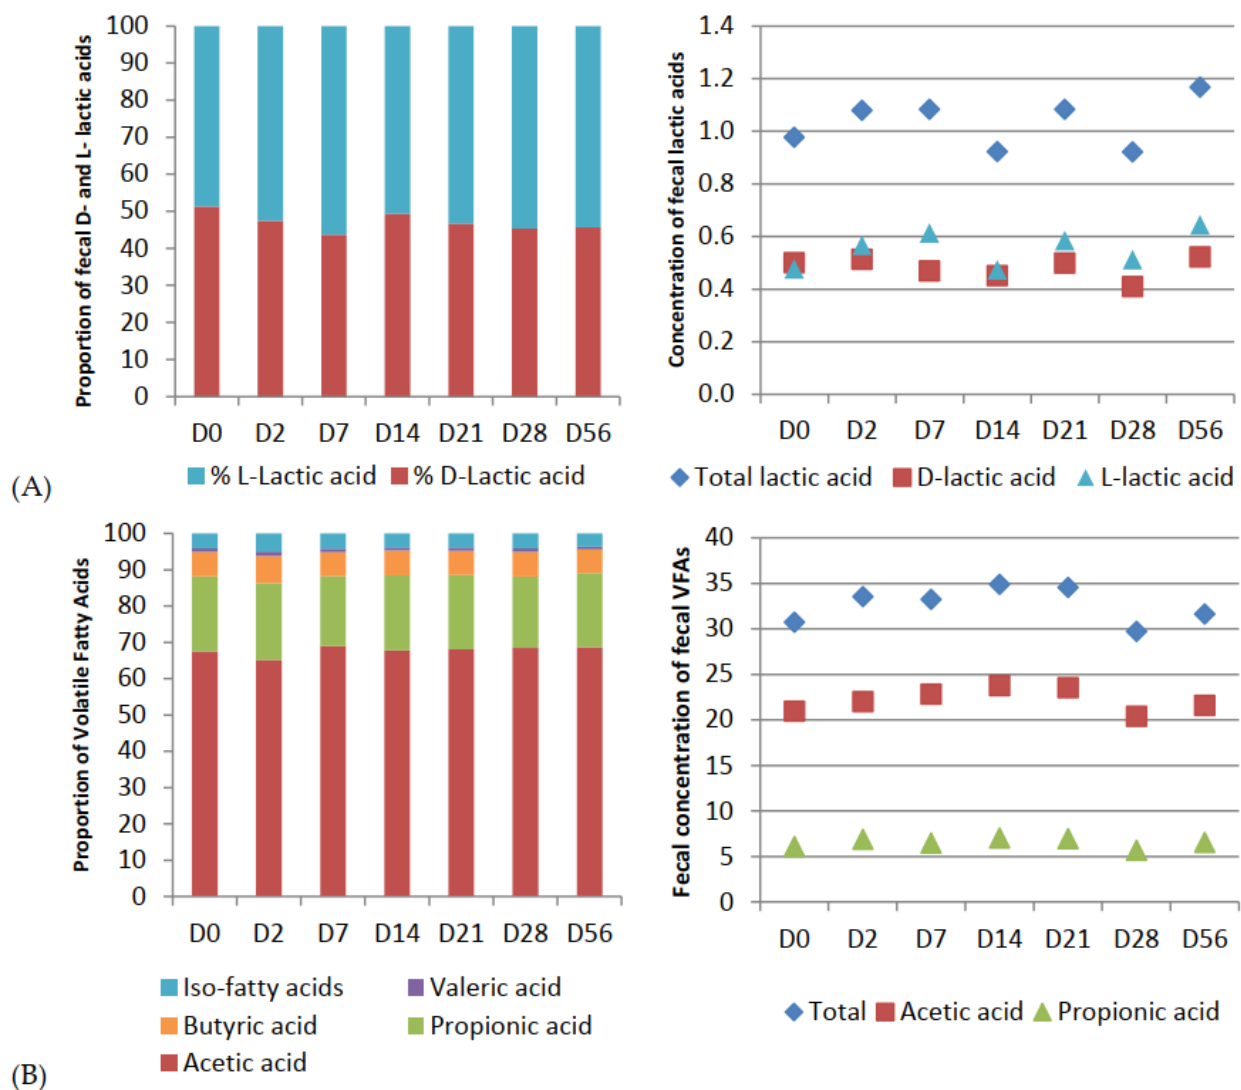 Proportion of fecal D- and L- lactic acids
100
90
80
70
60
50
40
30
20
10
0
D0 D2 D7 D14 D21 D28 D56
% L-Lactic acid % D-Lactic acid
Concentration of fecal lactic acids
1.4
1.2
1.0
0.8
0.6
0.4
0.2
0.0
D0 D2 D7 D14 D21 D28 D56
Total lactic acid D-lactic acid L-lactic acid
(A)
Proportion of Volatile Fatty Acids
100
90
80
70
60
50
40
30
20
10
0
D0 D2 D7 D14 D21 D28 D56
Iso-fatty acids Valeric acid
Butyric acid Propionic acid
Acetic acid
Fecal concentration of fecal VFAs
40
35
30
25
20
15
10
5
0
D0 D2 D7 D14 D21 D28 D56
Total Acetic acid Propionic acid
(B)